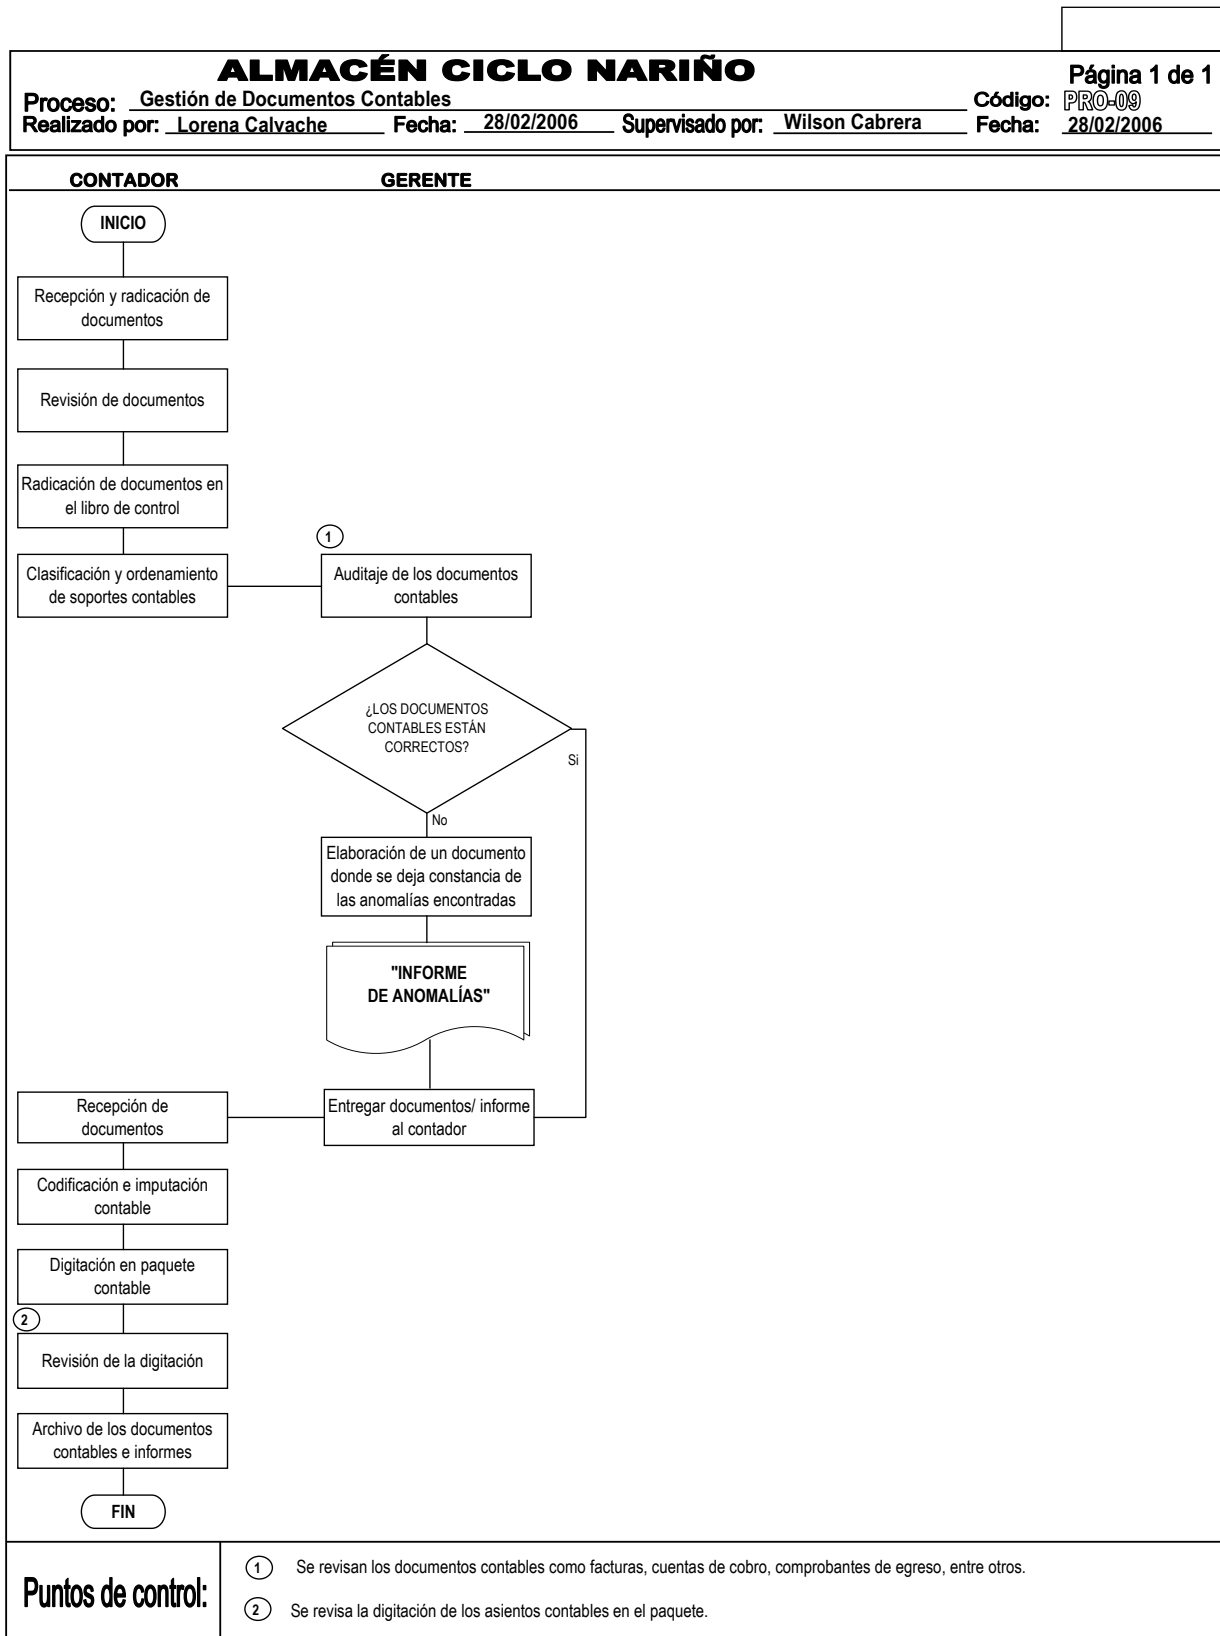 ALMACÉN CICLO NARIÑO
Página 1 de 1
Proceso: Gestión de Documentos Contables Código: PRO-09
Realizado por: Lorena Calvache Fecha: 28/02/2006 Supervisado por: Wilson Cabrera Fecha: 28/02/2006
CONTADOR GERENTE
INICIO
Recepción y radicación de
documentos
Revisión de documentos
Radicación de documentos en
el libro de control
Clasificación y ordenamiento
de soportes contables
1
Auditaje de los documentos
contables
¿LOS DOCUMENTOS
CONTABLES ESTÁN
CORRECTOS?
Si
No
Elaboración de un documento
donde se deja constancia de
las anomalías encontradas
"INFORME
DE ANOMALÍAS"
Entregar documentos/ informe
al contador
Recepción de
documentos
Codificación e imputación
contable
Digitación en paquete
contable
2
Revisión de la digitación
Archivo de los documentos
contables e informes
FIN
Puntos de control:
1 Se revisan los documentos contables como facturas, cuentas de cobro, comprobantes de egreso, entre otros.
2 Se revisa la digitación de los asientos contables en el paquete.